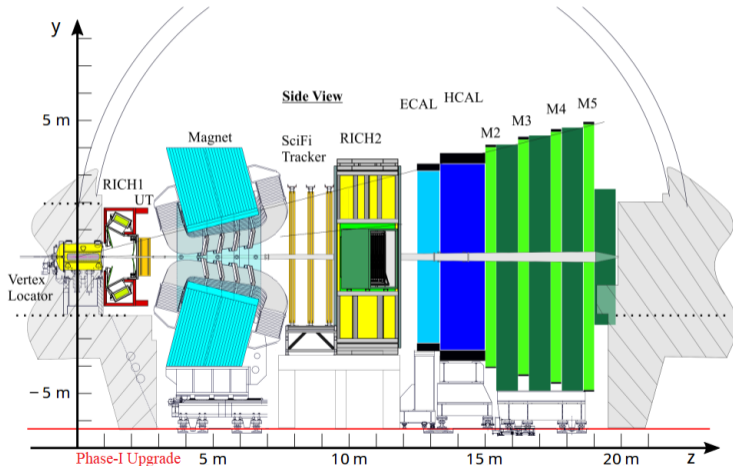 y
Side View
ECAL
HCAL
5 m
M5
M4
M3
M2
Magnet
SciFi
Tracker
RICH2
RICH1
UT
Vertex
Locator
− 5 m
Phase-I Upgrade
5 m
10 m
15 m
20 m
z